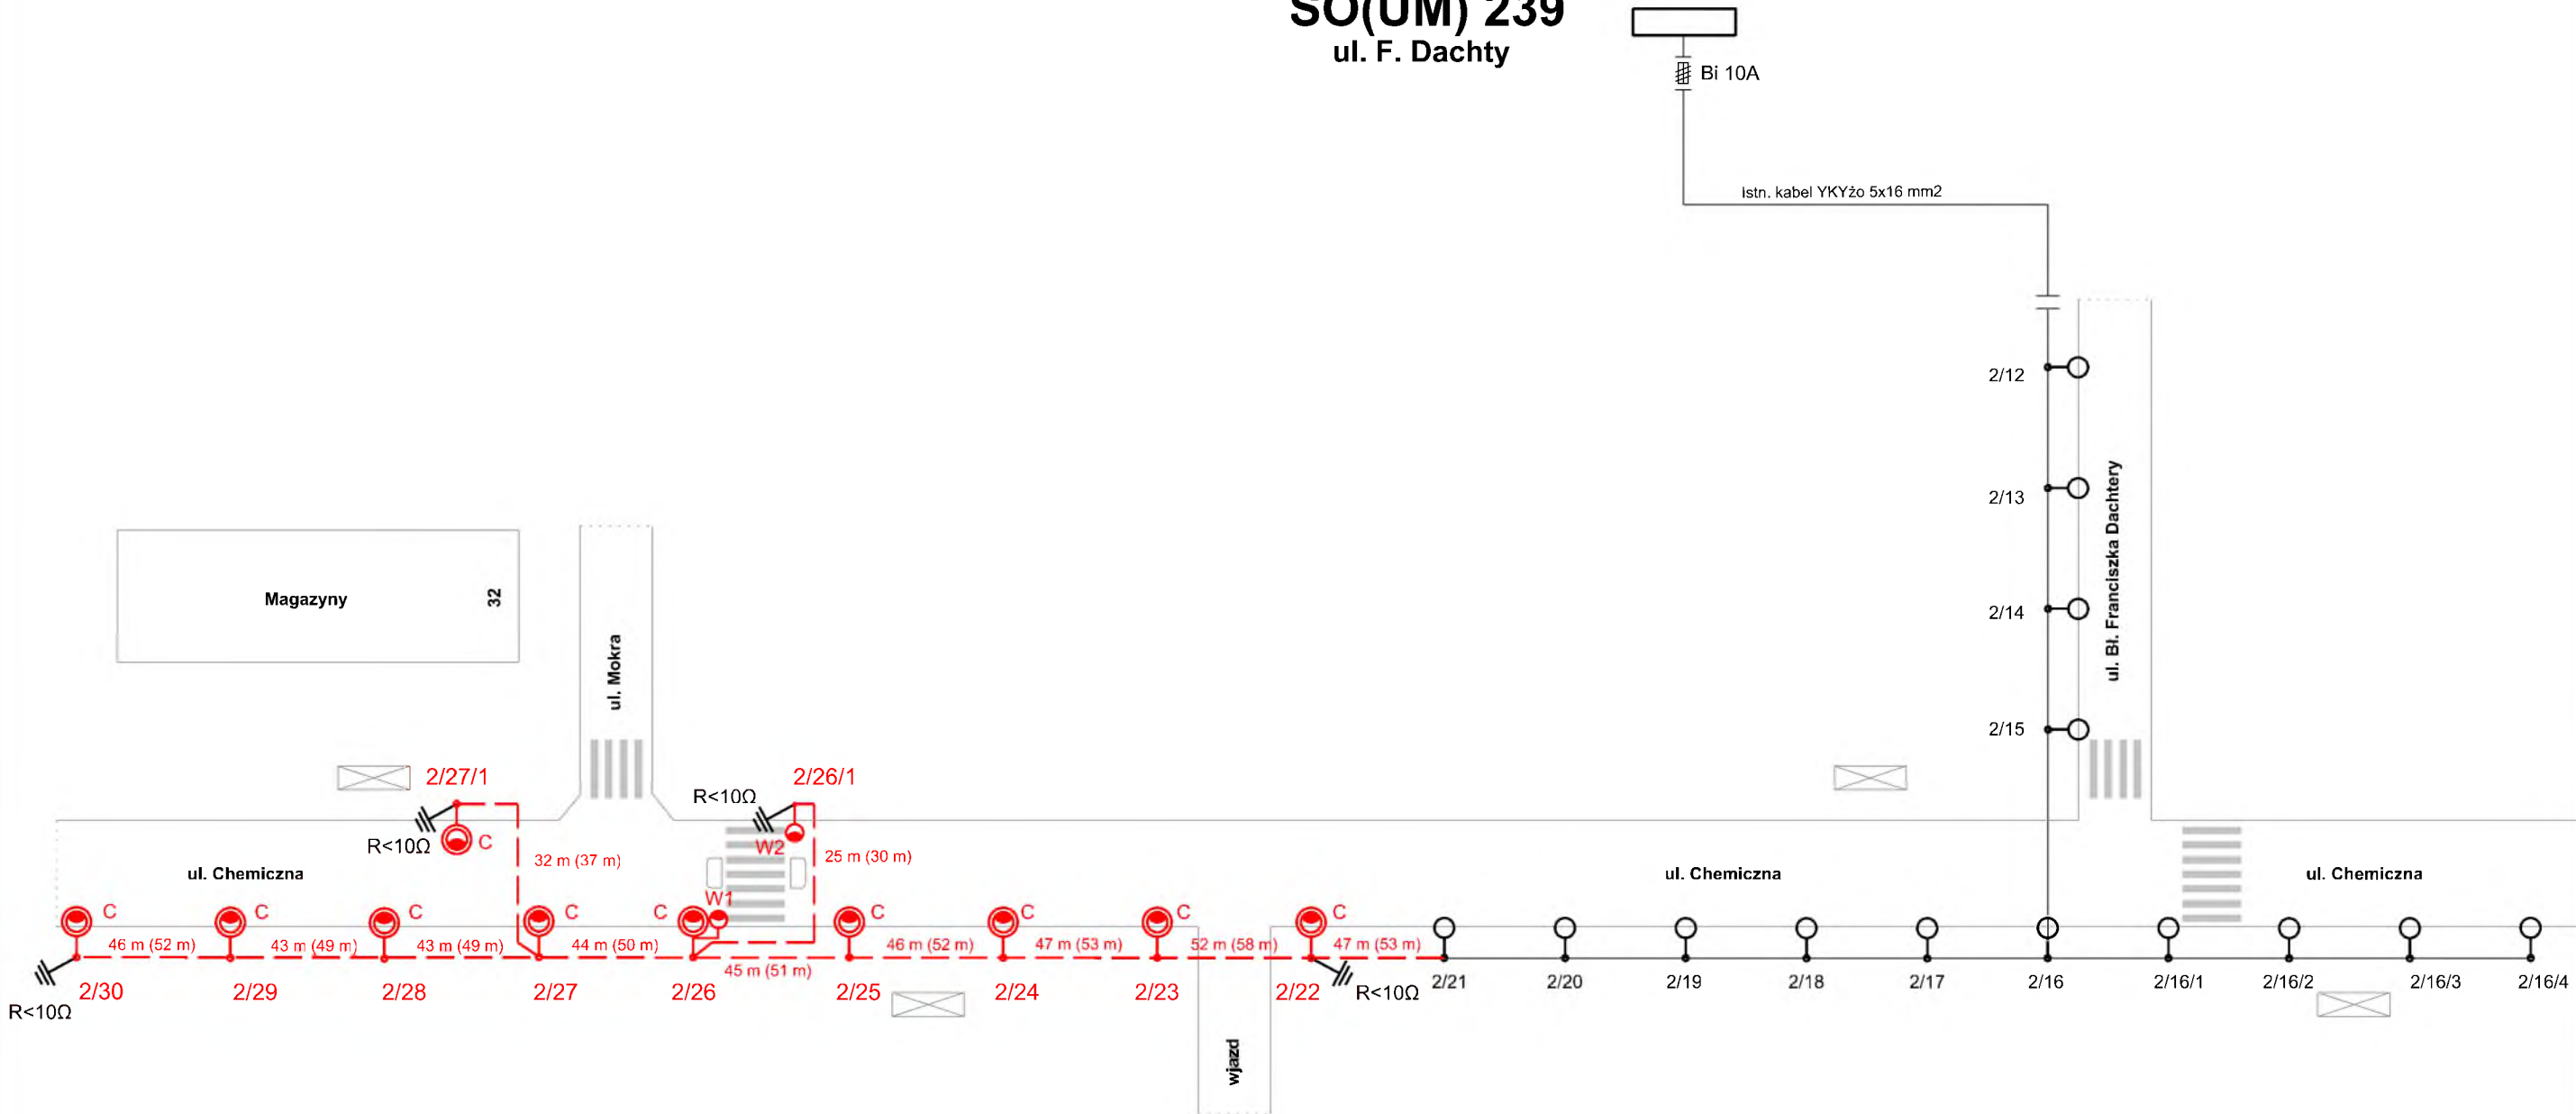 SO(UM) 239
ul. F. Dachty
Bi 10A
istn. kabel YKYżo 5x16 mm2
2/12
2/13
2/14
2/15
ul. Bł. Franciszka Dachtery
Magazyny
32
ul. Mokra
2/27/1
R<10Ω
C
32 m (37 m)
2/26/1
R<10Ω
W2
25 m (30 m)
W1
ul. Chemiczna
ul. Chemiczna
ul. Chemiczna
C
C
C
C
C
C
C
C
C
46 m (52 m)
43 m (49 m)
43 m (49 m)
44 m (50 m)
45 m (51 m)
46 m (52 m)
47 m (53 m)
52 m (58 m)
47 m (53 m)
R<10Ω
2/30
2/29
2/28
2/27
2/26
2/25
2/24
2/23
2/22
R<10Ω
2/21
2/20
2/19
2/18
2/17
2/16
2/16/1
2/16/2
2/16/3
2/16/4
wjazd